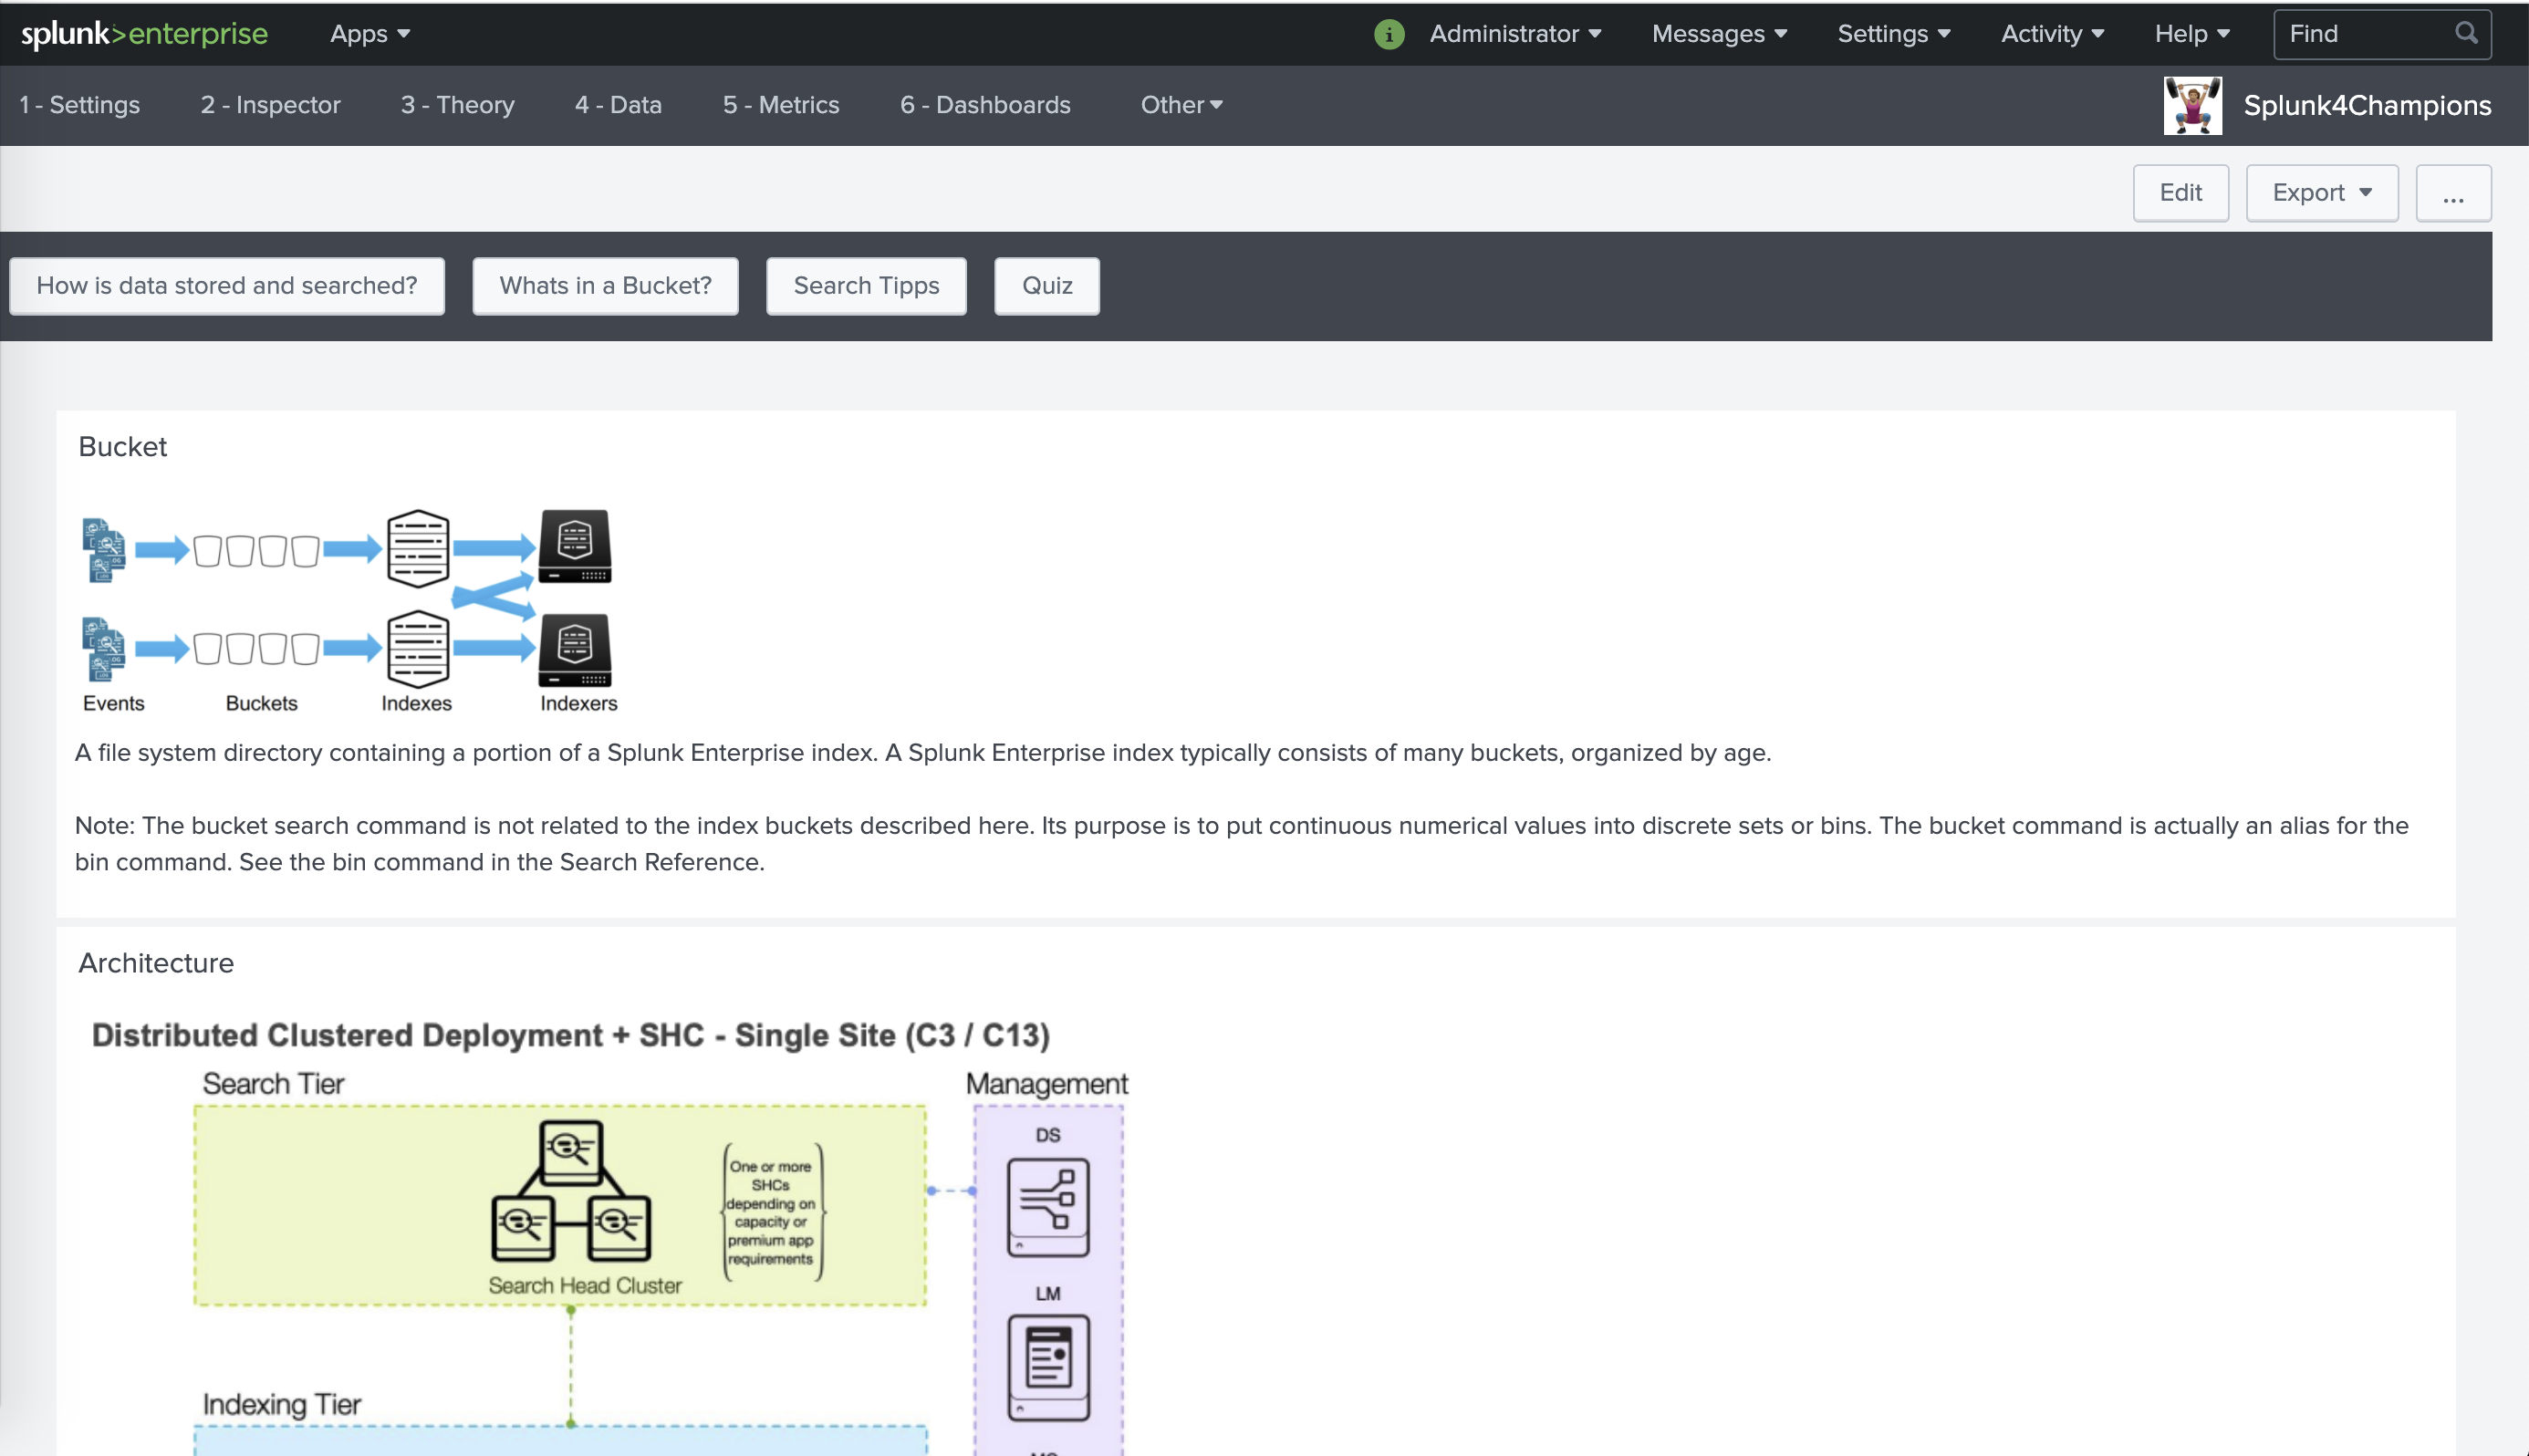 splunk>enterprise Apps Administrator Messages Settings Activity Help Find
1 - Settings 2 - Inspector 3 - Theory 4 - Data 5 - Metrics 6 - Dashboards Other Splunk4Champions
Edit Export ...
How is data stored and searched? Whats in a Bucket? Search Tipps Quiz
Bucket
Events Buckets Indexes Indexers
A file system directory containing a portion of a Splunk Enterprise index. A Splunk Enterprise index typically consists of many buckets, organized by age.
Note: The bucket search command is not related to the index buckets described here. Its purpose is to put continuous numerical values into discrete sets or bins. The bucket command is actually an alias for the
bin command. See the bin command in the Search Reference.
Architecture
Distributed Clustered Deployment + SHC - Single Site (C3 / C13)
Search Tier
Management
DS
One or more
SHCs
depending on
capacity or
premium app
requirements
Search Head Cluster
LM
Indexing Tier